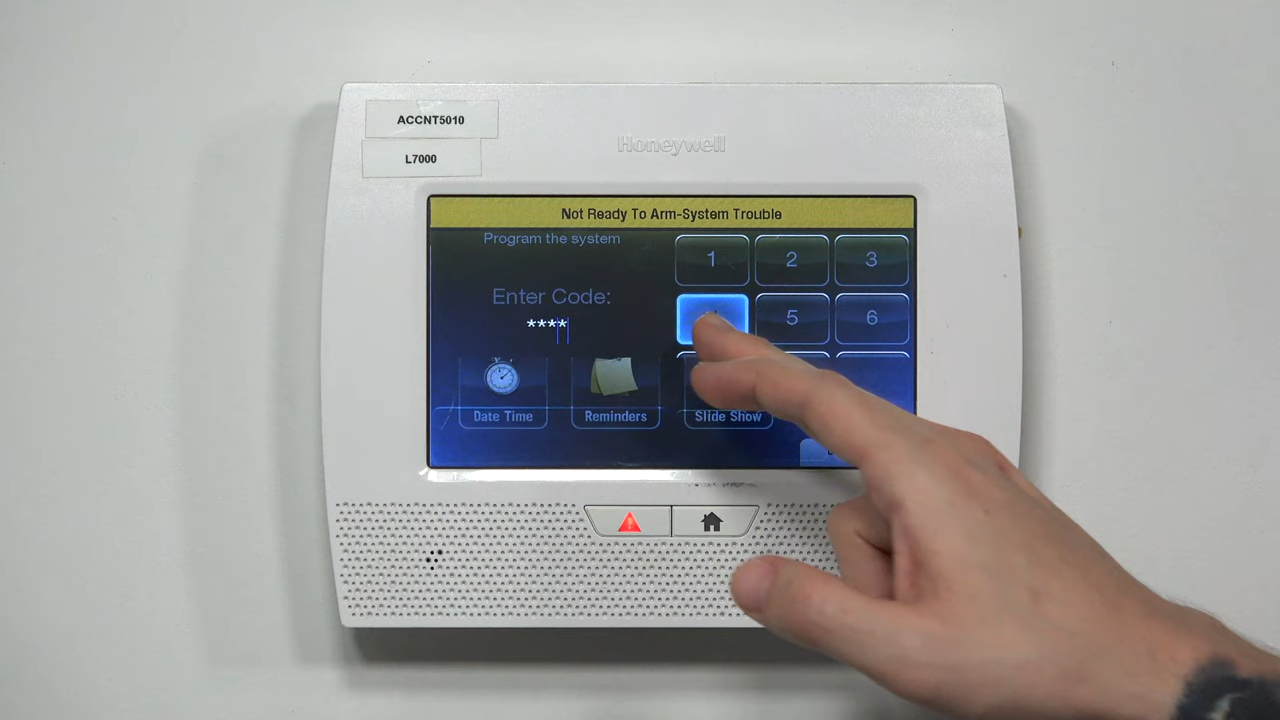 ACCNT5010
L7000
Honeywell
Not Ready To Arm-System Trouble
Program the system
Enter Code:
****
1 2 3
5 6
Date Time Reminders Slide Show